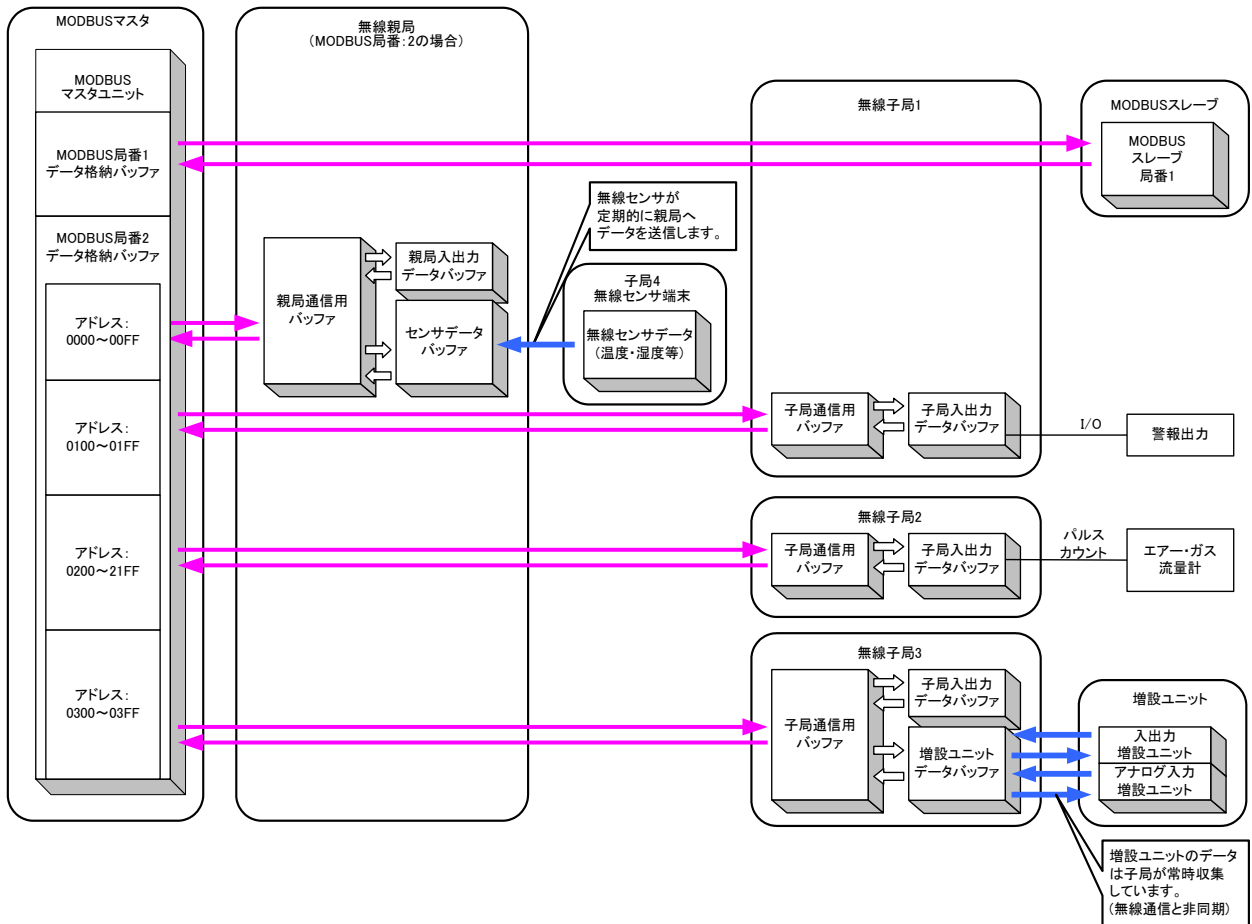 MODBUSマスタ
MODBUS
マスタユニット
MODBUS局番1
データ格納バッファ
MODBUS局番2
データ格納バッファ
アドレス:
0000～00FF
アドレス:
0100～01FF
アドレス:
0200～21FF
アドレス:
0300～03FF
無線親局
(MODBUS局番:2の場合)
親局通信用
バッファ
親局入出力
データバッファ
センサデータ
バッファ
無線センサが
定期的に親局へ
データを送信します。
子局4
無線センサ端末
無線センサデータ
(温度・湿度等)
無線子局1
子局通信用
バッファ
子局入出力
データバッファ
I/O
警報出力
MODBUSスレーブ
MODBUS
スレーブ
局番1
無線子局2
子局通信用
バッファ
子局入出力
データバッファ
パルス
カウント
エアー・ガス
流量計
無線子局3
子局通信用
バッファ
子局入出力
データバッファ
増設ユニット
データバッファ
増設ユニット
入出力
増設ユニット
アナログ入力
増設ユニット
増設ユニットのデータ
は子局が常時収集
しています。
(無線通信と非同期)